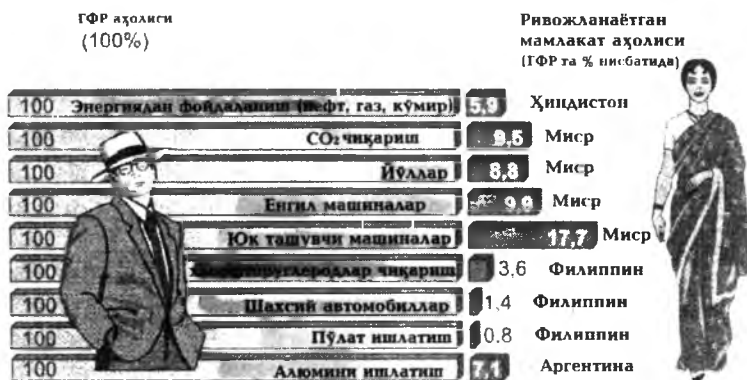 ГФР аҳолиси
(100%)
Ривожланаётган
мамлакат аҳолиси
(ГФР га % нисбатида)
100 Энергиядан фойдаланиш (нефт, газ, кўмир) 5,9 Ҳиндистон
100 CO₂ чиқариш 9,5 Миср
100 Йўллар 8,8 Миср
100 Енгил машиналар 9,9 Миср
100 Юк ташувчи машиналар 17,7 Миср
100 чиқариш 3,6 Филиппин
100 Шахсий автомобиллар 1,4 Филиппин
100 Пўлат ишлатиш 0.8 Филиппин
100 Алюмини ишлатиш 7,1 Аргентина